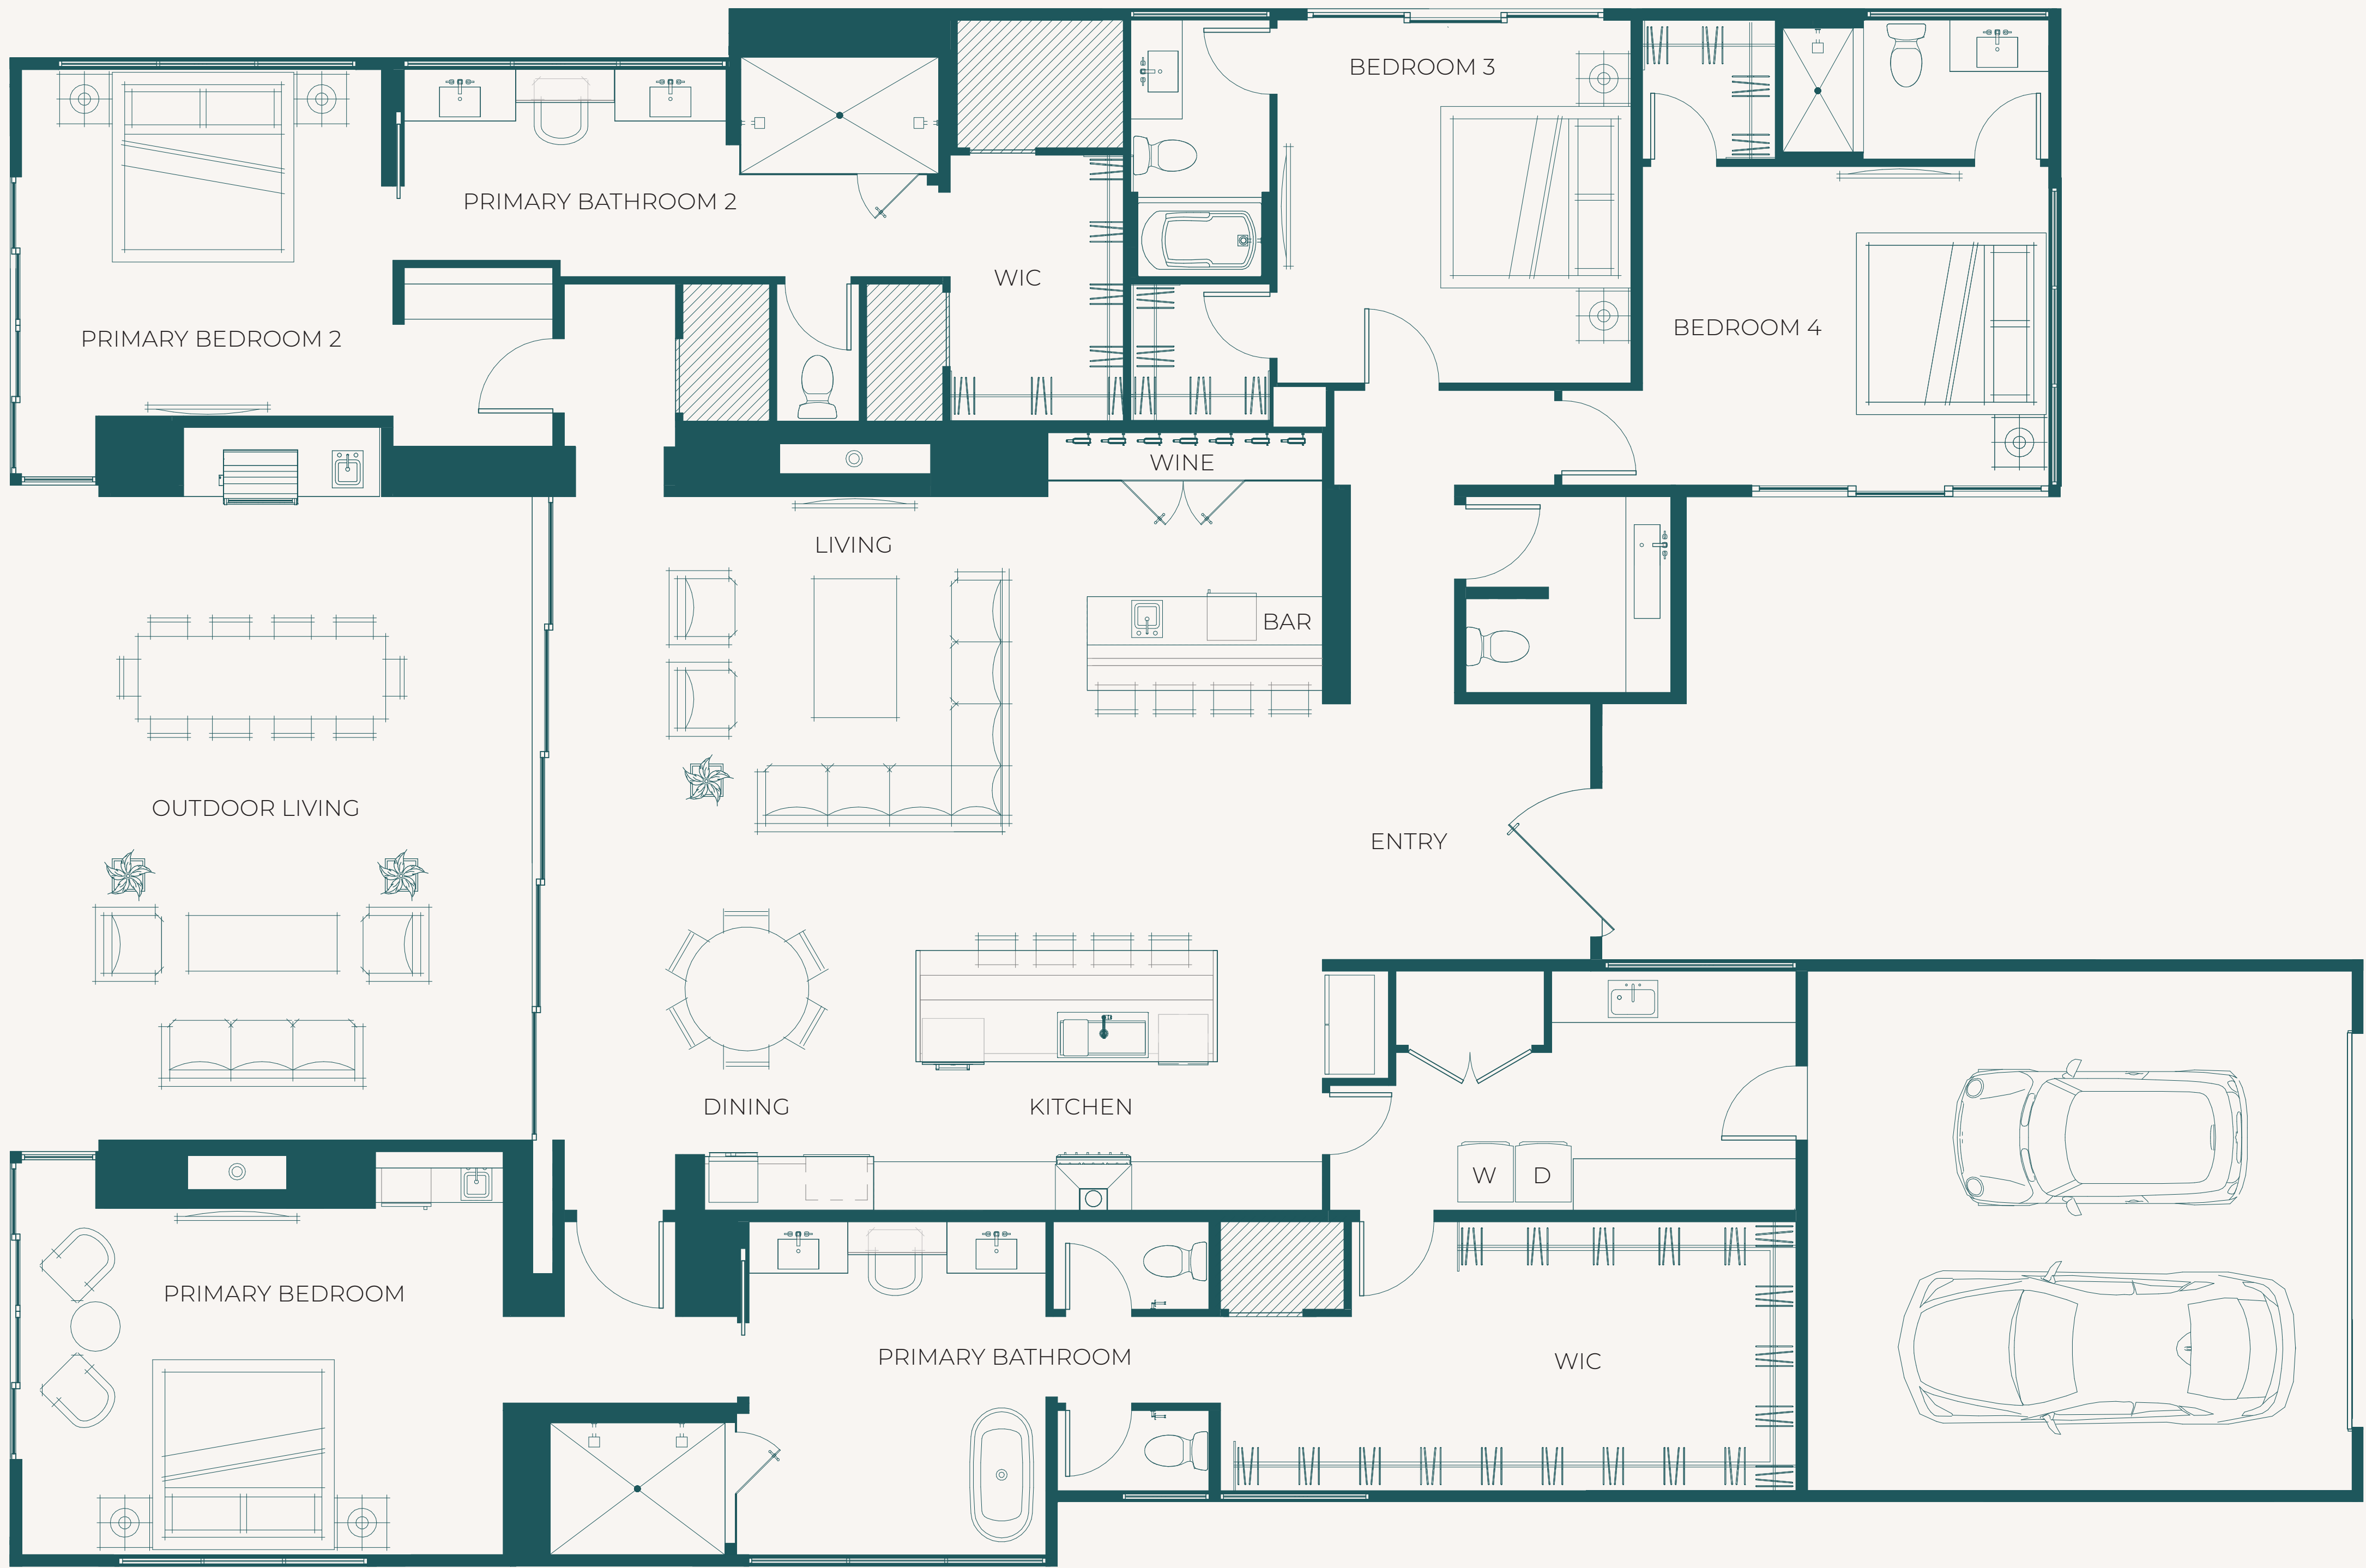 BEDROOM 3
PRIMARY BATHROOM 2
WIC
PRIMARY BEDROOM 2
BEDROOM 4
WINE
LIVING
BAR
OUTDOOR LIVING
ENTRY
DINING
KITCHEN
W
D
PRIMARY BEDROOM
PRIMARY BATHROOM
WIC